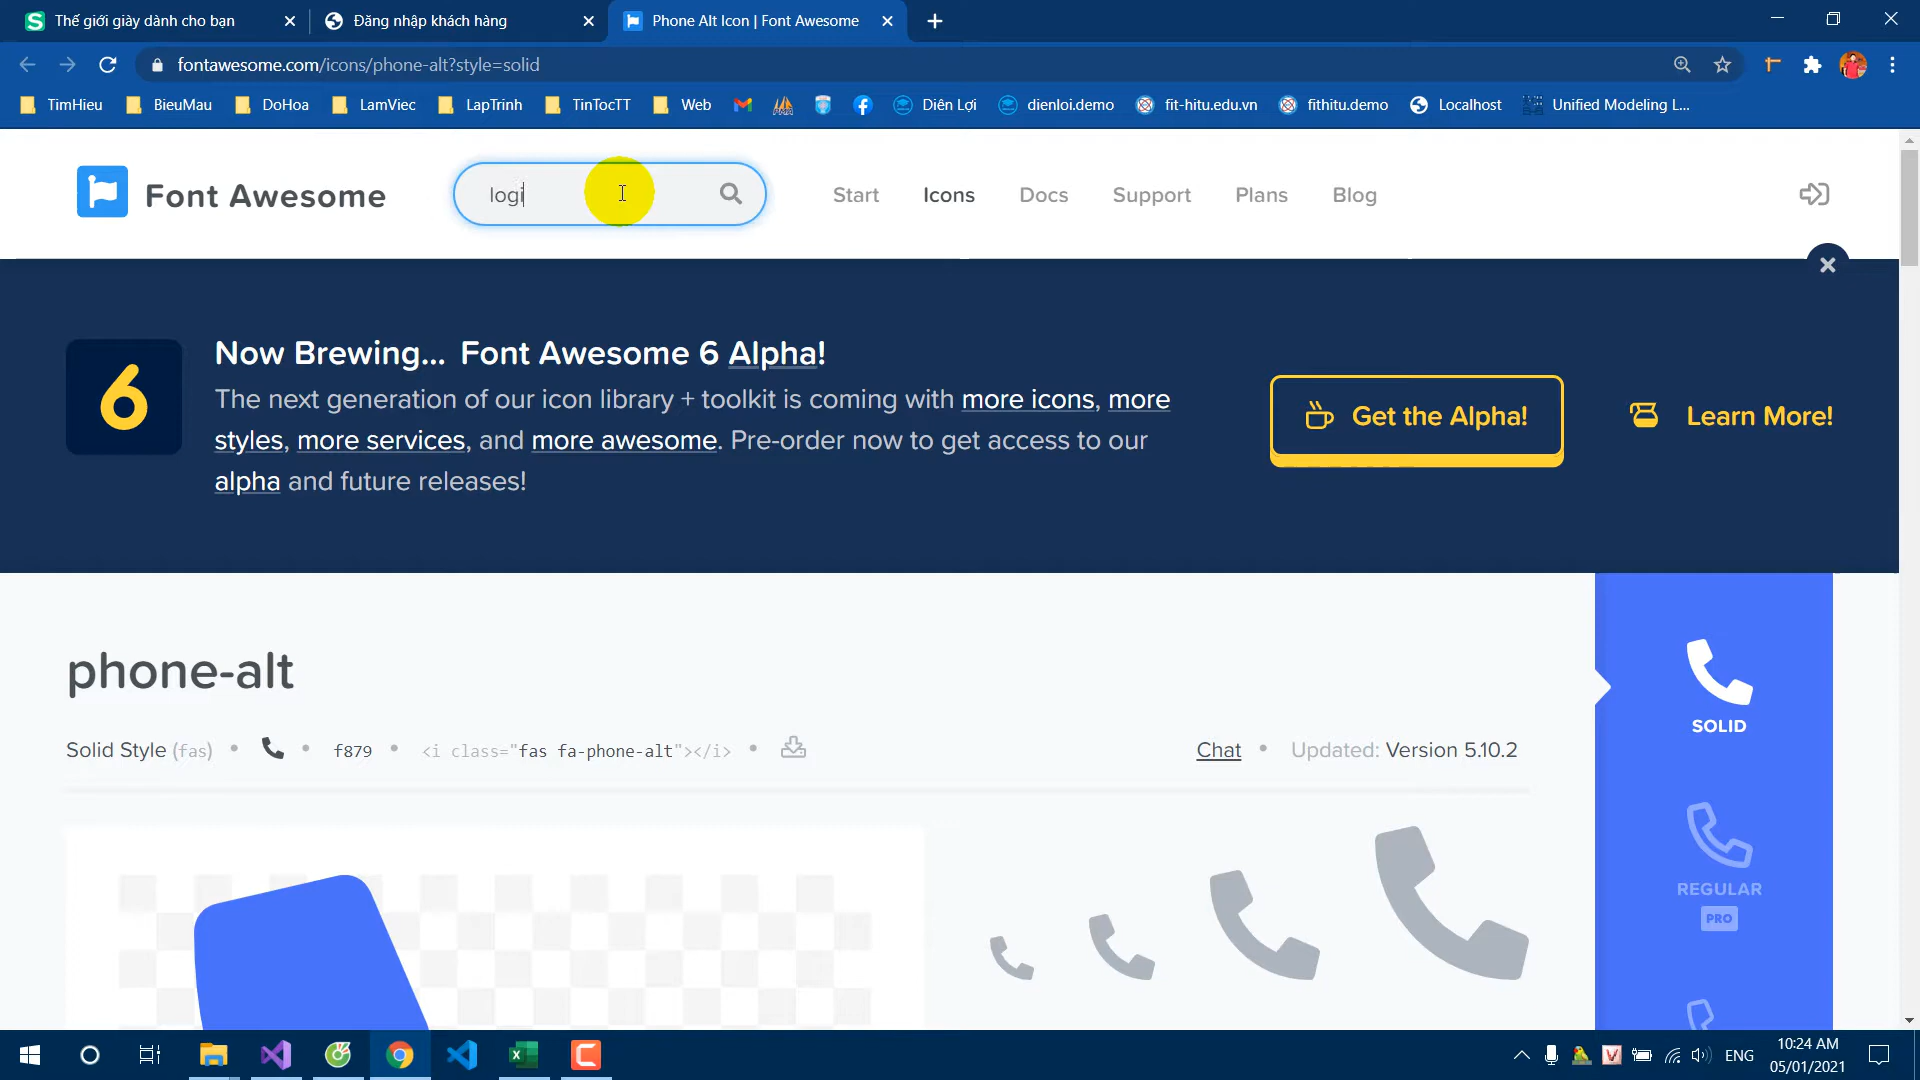 Thế giới giày dành cho bạn
Đăng nhập khách hàng
Phone Alt Icon | Font Awesome
fontawesome.com/icons/phone-alt?style=solid
TimHieu
BieuMau
DoHoa
LamViec
LapTrinh
TinTocTT
Web
Diên Lợi
dienloi.demo
fit-hitu.edu.vn
fithitu.demo
Localhost
Unified Modeling L...
Font Awesome
logi
Start
Icons
Docs
Support
Plans
Blog
6
Now Brewing... Font Awesome 6 Alpha!
The next generation of our icon library + toolkit is coming with more icons, more
styles, more services, and more awesome. Pre-order now to get access to our
alpha and future releases!
Get the Alpha!
Learn More!
phone-alt
Solid Style (fas) • • f879 • <i class="fas fa-phone-alt"></i> •
Chat • Updated: Version 5.10.2
SOLID
REGULAR
PRO
ENG
10:24 AM
05/01/2021